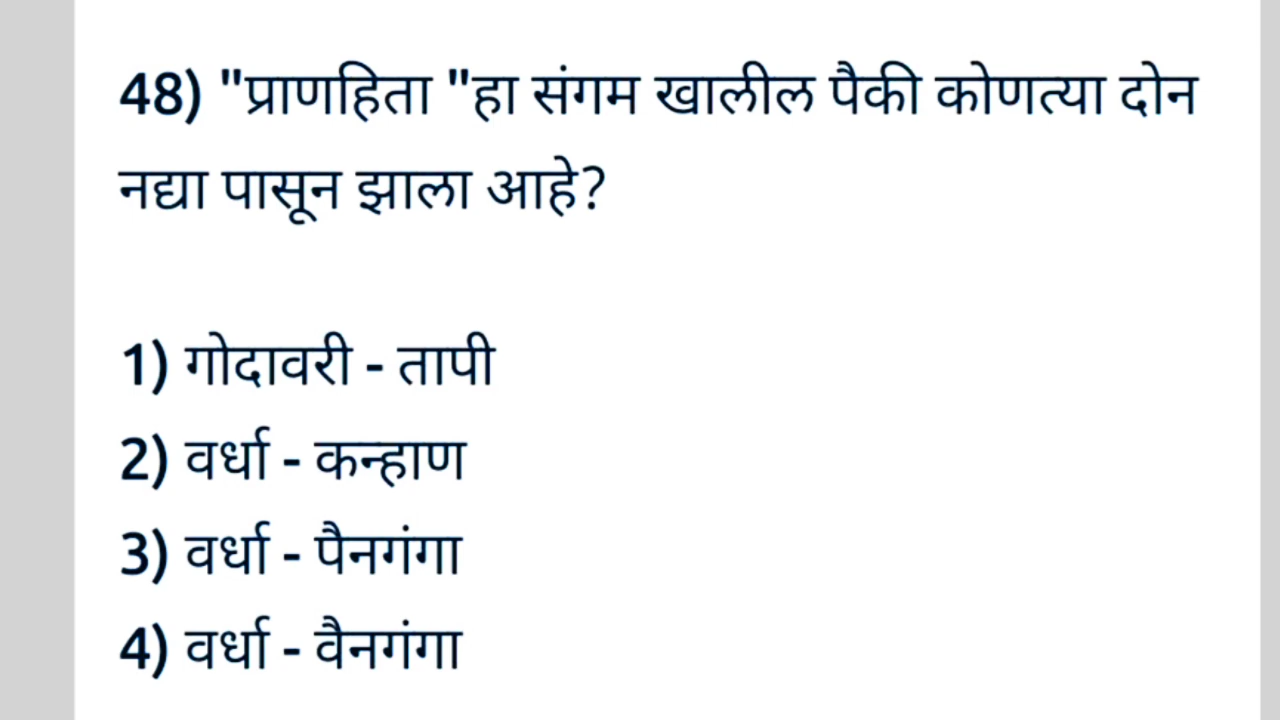 48) "प्राणहिता "हा संगम खालील पैकी कोणत्या दोन
नद्या पासून झाला आहे?
1) गोदावरी - तापी
2) वर्धा - कन्हाण
3) वर्धा - पैनगंगा
4) वर्धा - वैनगंगा